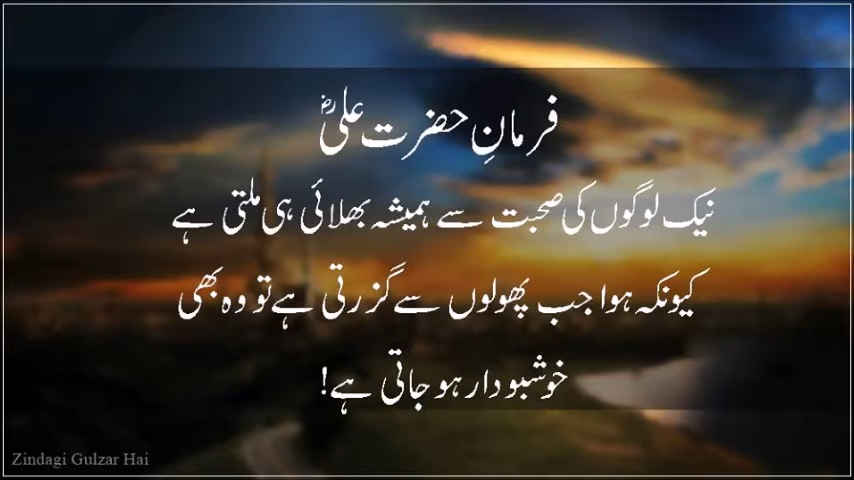 فرمانِ حضرت علیؓ
نیک لوگوں کی صحبت سے ہمیشہ بھلائی ہی ملتی ہے
کیونکہ ہوا جب پھولوں سے گزرتی ہے تو وہ بھی
خوشبودار ہو جاتی ہے!
Zindagi Gulzar Hai